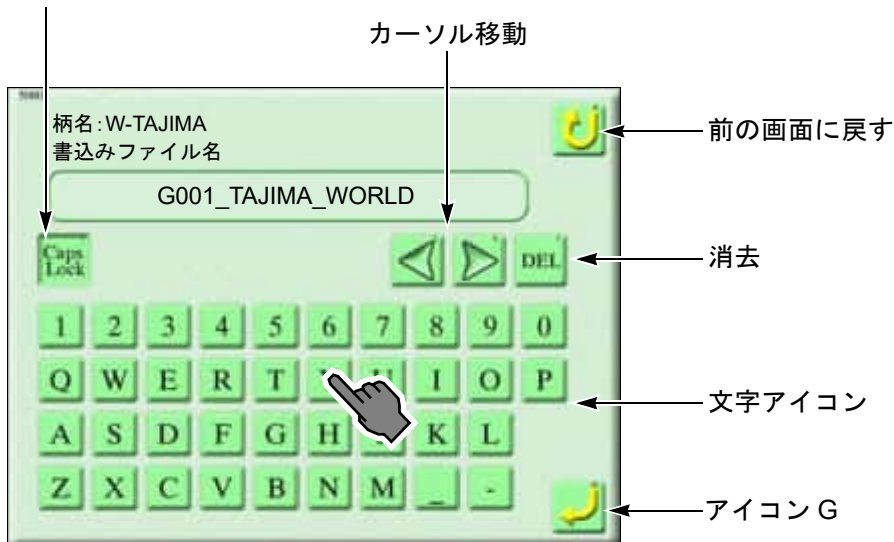 カーソル移動
柄名:W-TAJIMA
書込みファイル名
前の画面に戻す
G001_TAJIMA_WORLD
Caps Lock
DEL
消去
1 2 3 4 5 6 7 8 9 0
Q W E R T U I O P
文字アイコン
A S D F G H K L
Z X C V B N M _ -
アイコン G